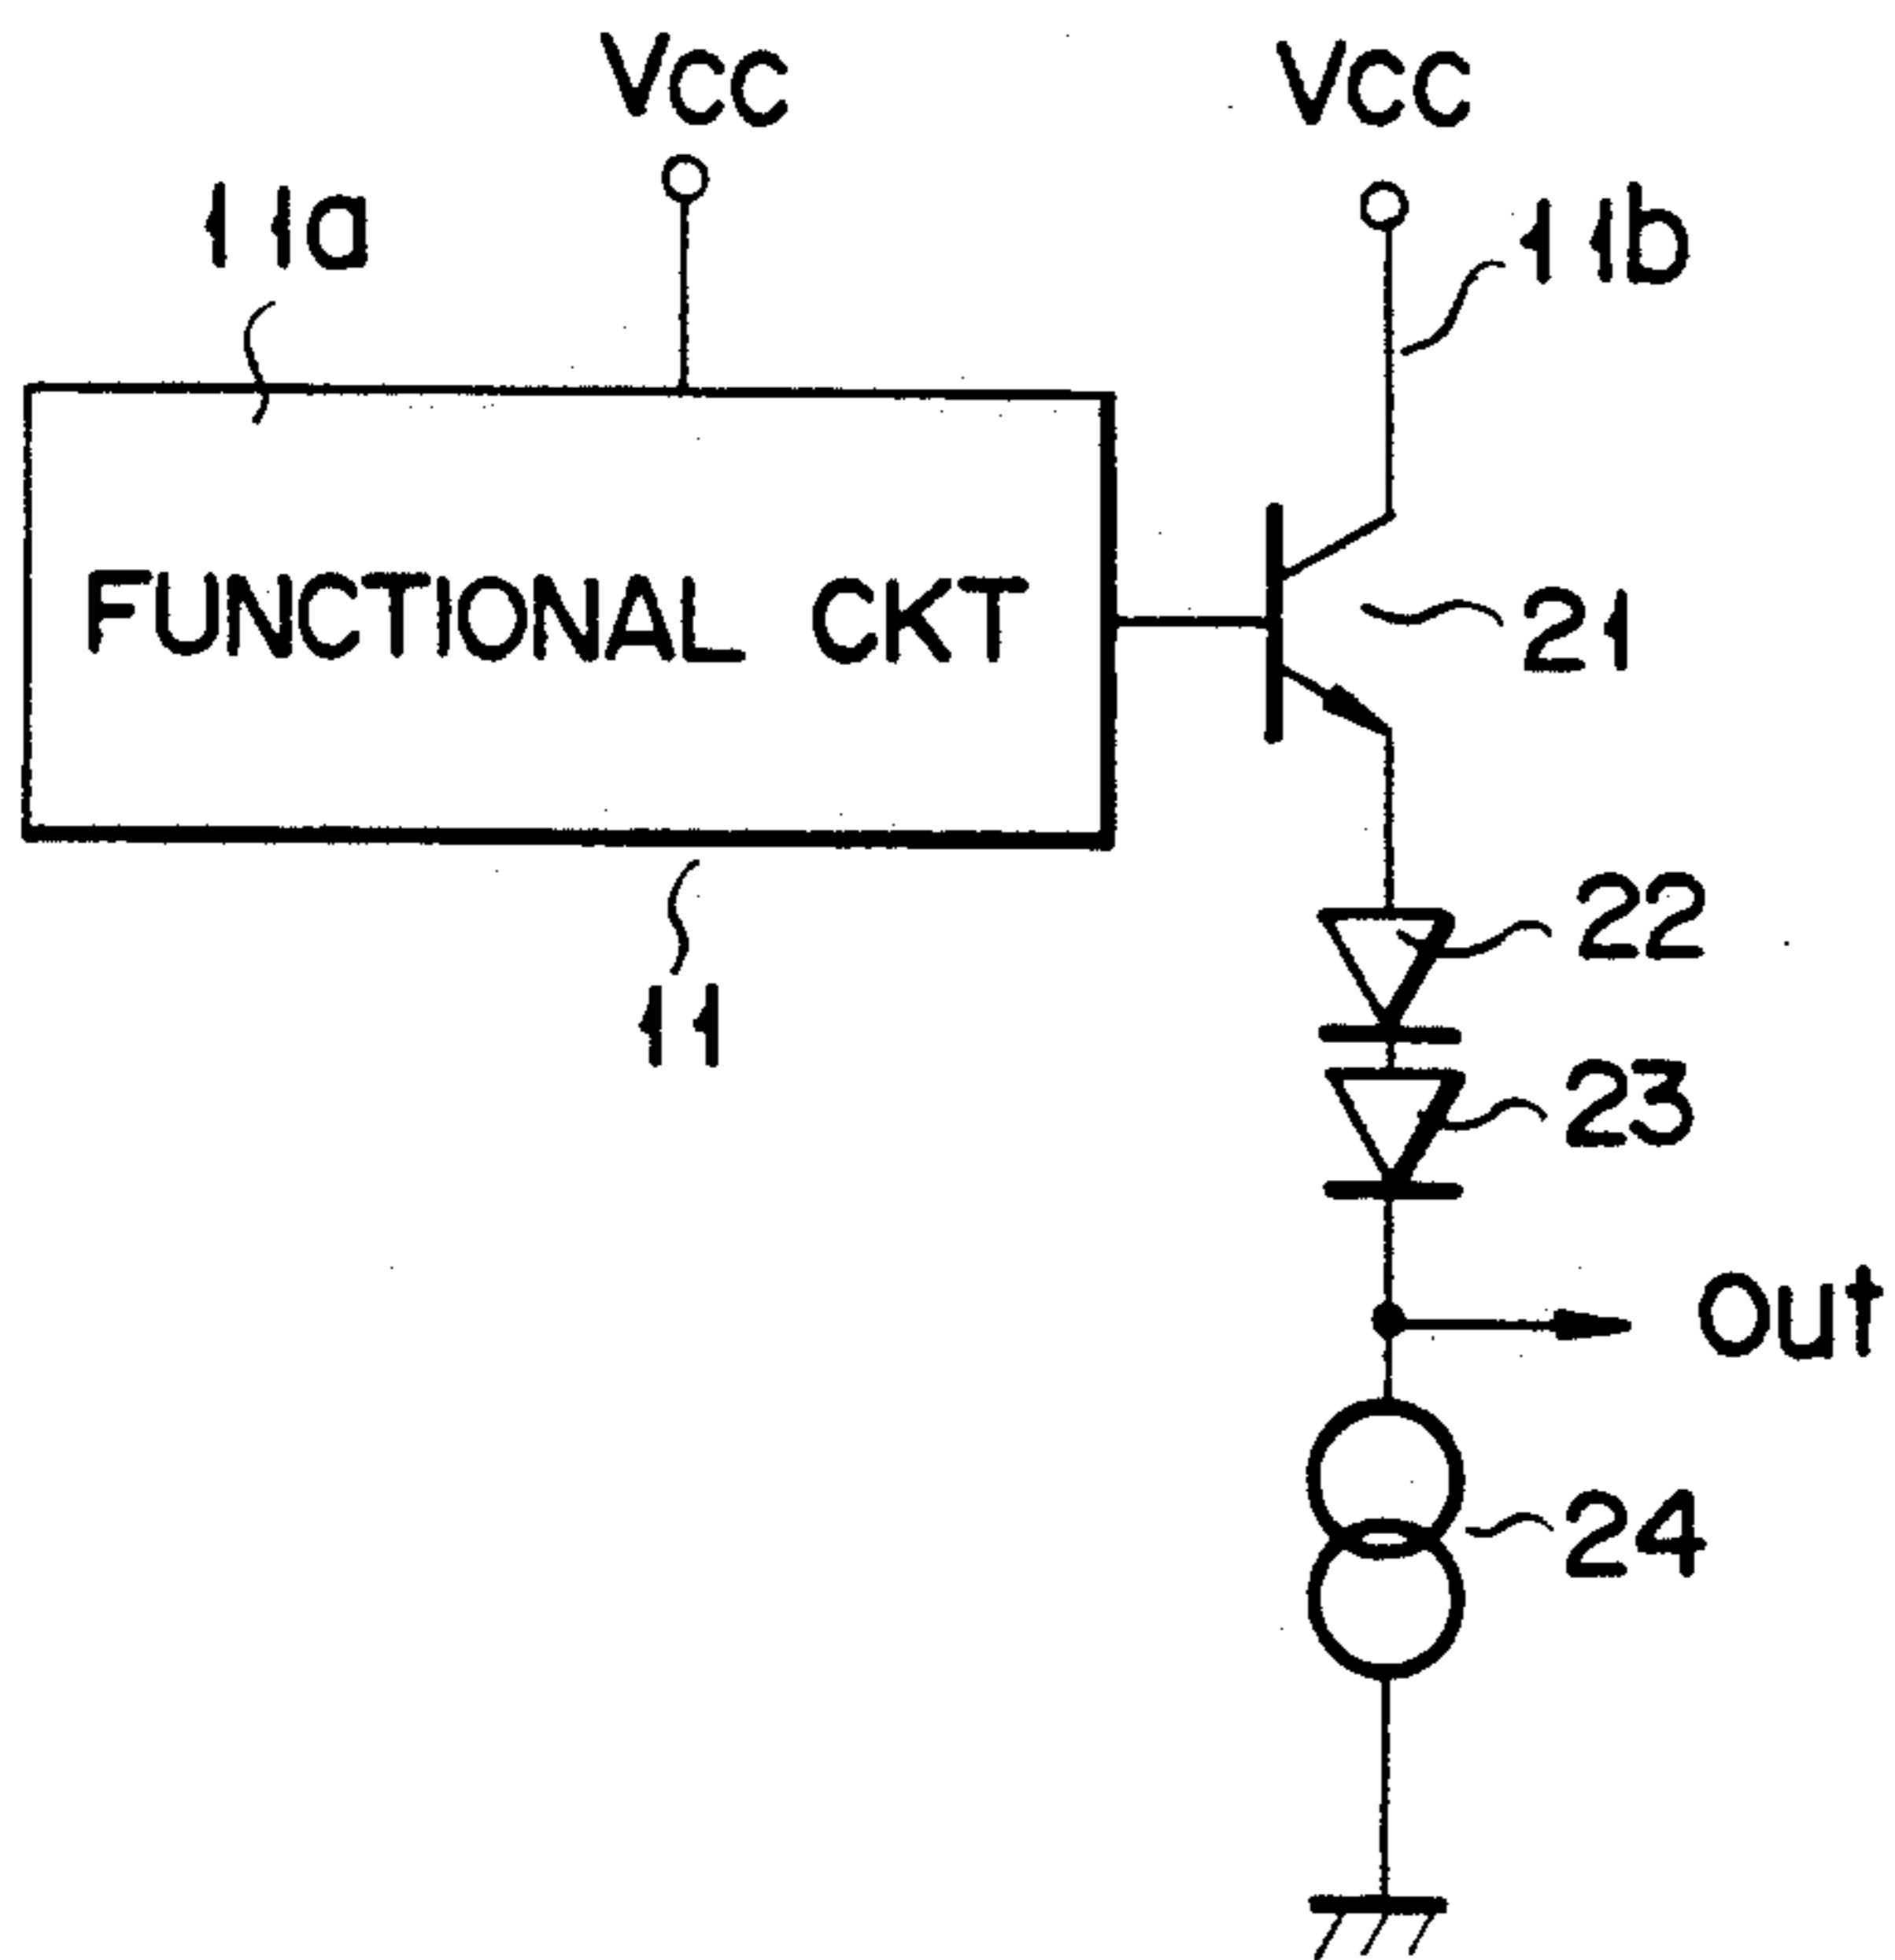 Vcc
Vcc
11a
11b
FUNCTIONAL CKT
21
22
11
23
Out
24